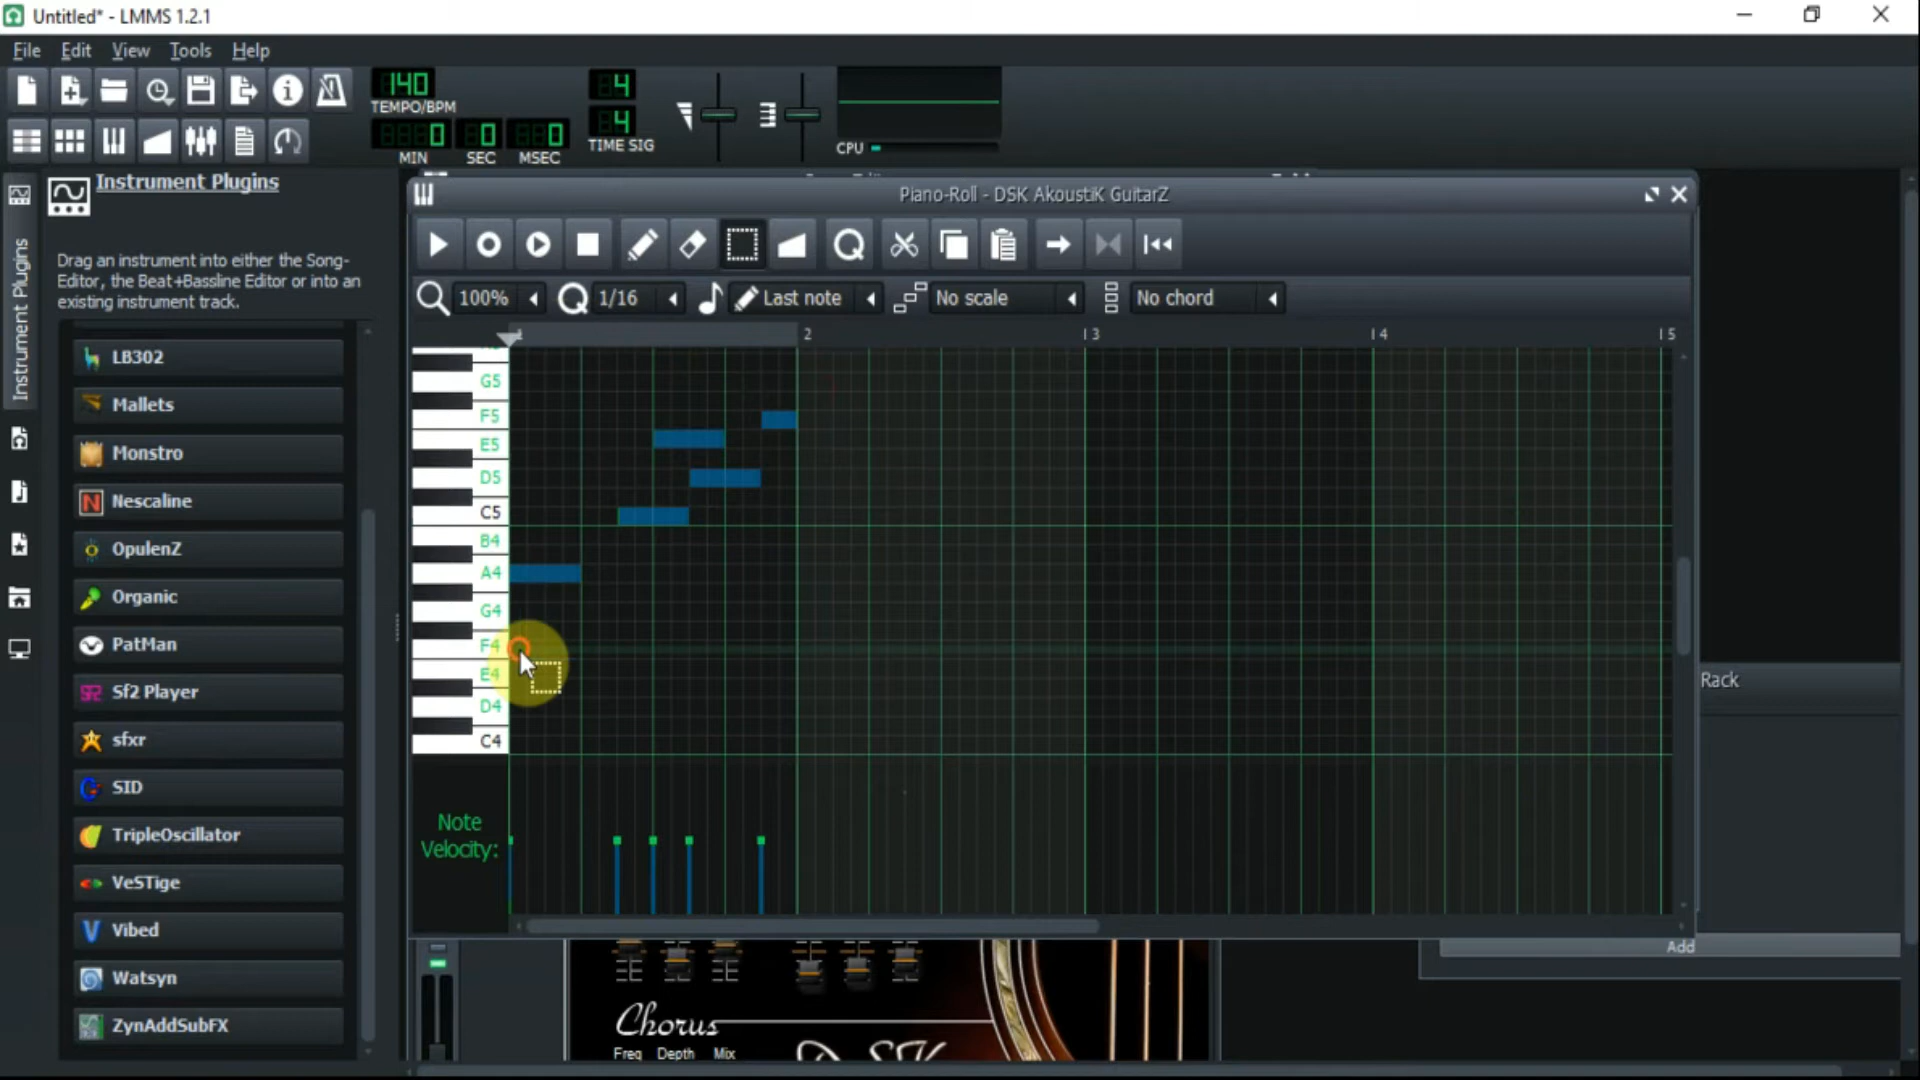 Untitled* - LMMS 1.2.1
File Edit View Tools Help
140
TEMPO/BPM
4
4
TIME SIG
0 0 0
MIN SEC MSEC
CPU
Instrument Plugins
Instrument Plugins
Drag an instrument into either the Song-
Editor, the Beat+Bassline Editor or into an
existing instrument track.
LB302
Mallets
Monstro
Nescaline
OpulenZ
Organic
PatMan
Sf2 Player
sfxr
SID
TripleOscillator
VeSTige
Vibed
Watsyn
ZynAddSubFX
Piano-Roll - DSK AkoustiK GuitarZ
100% 1/16 Last note No scale No chord
1 2 3 4 5
G5
F5
E5
D5
C5
B4
A4
G4
F4
E4
D4
C4
Note
Velocity:
Rack
Add
Chorus
Freq Depth Mix
DSK